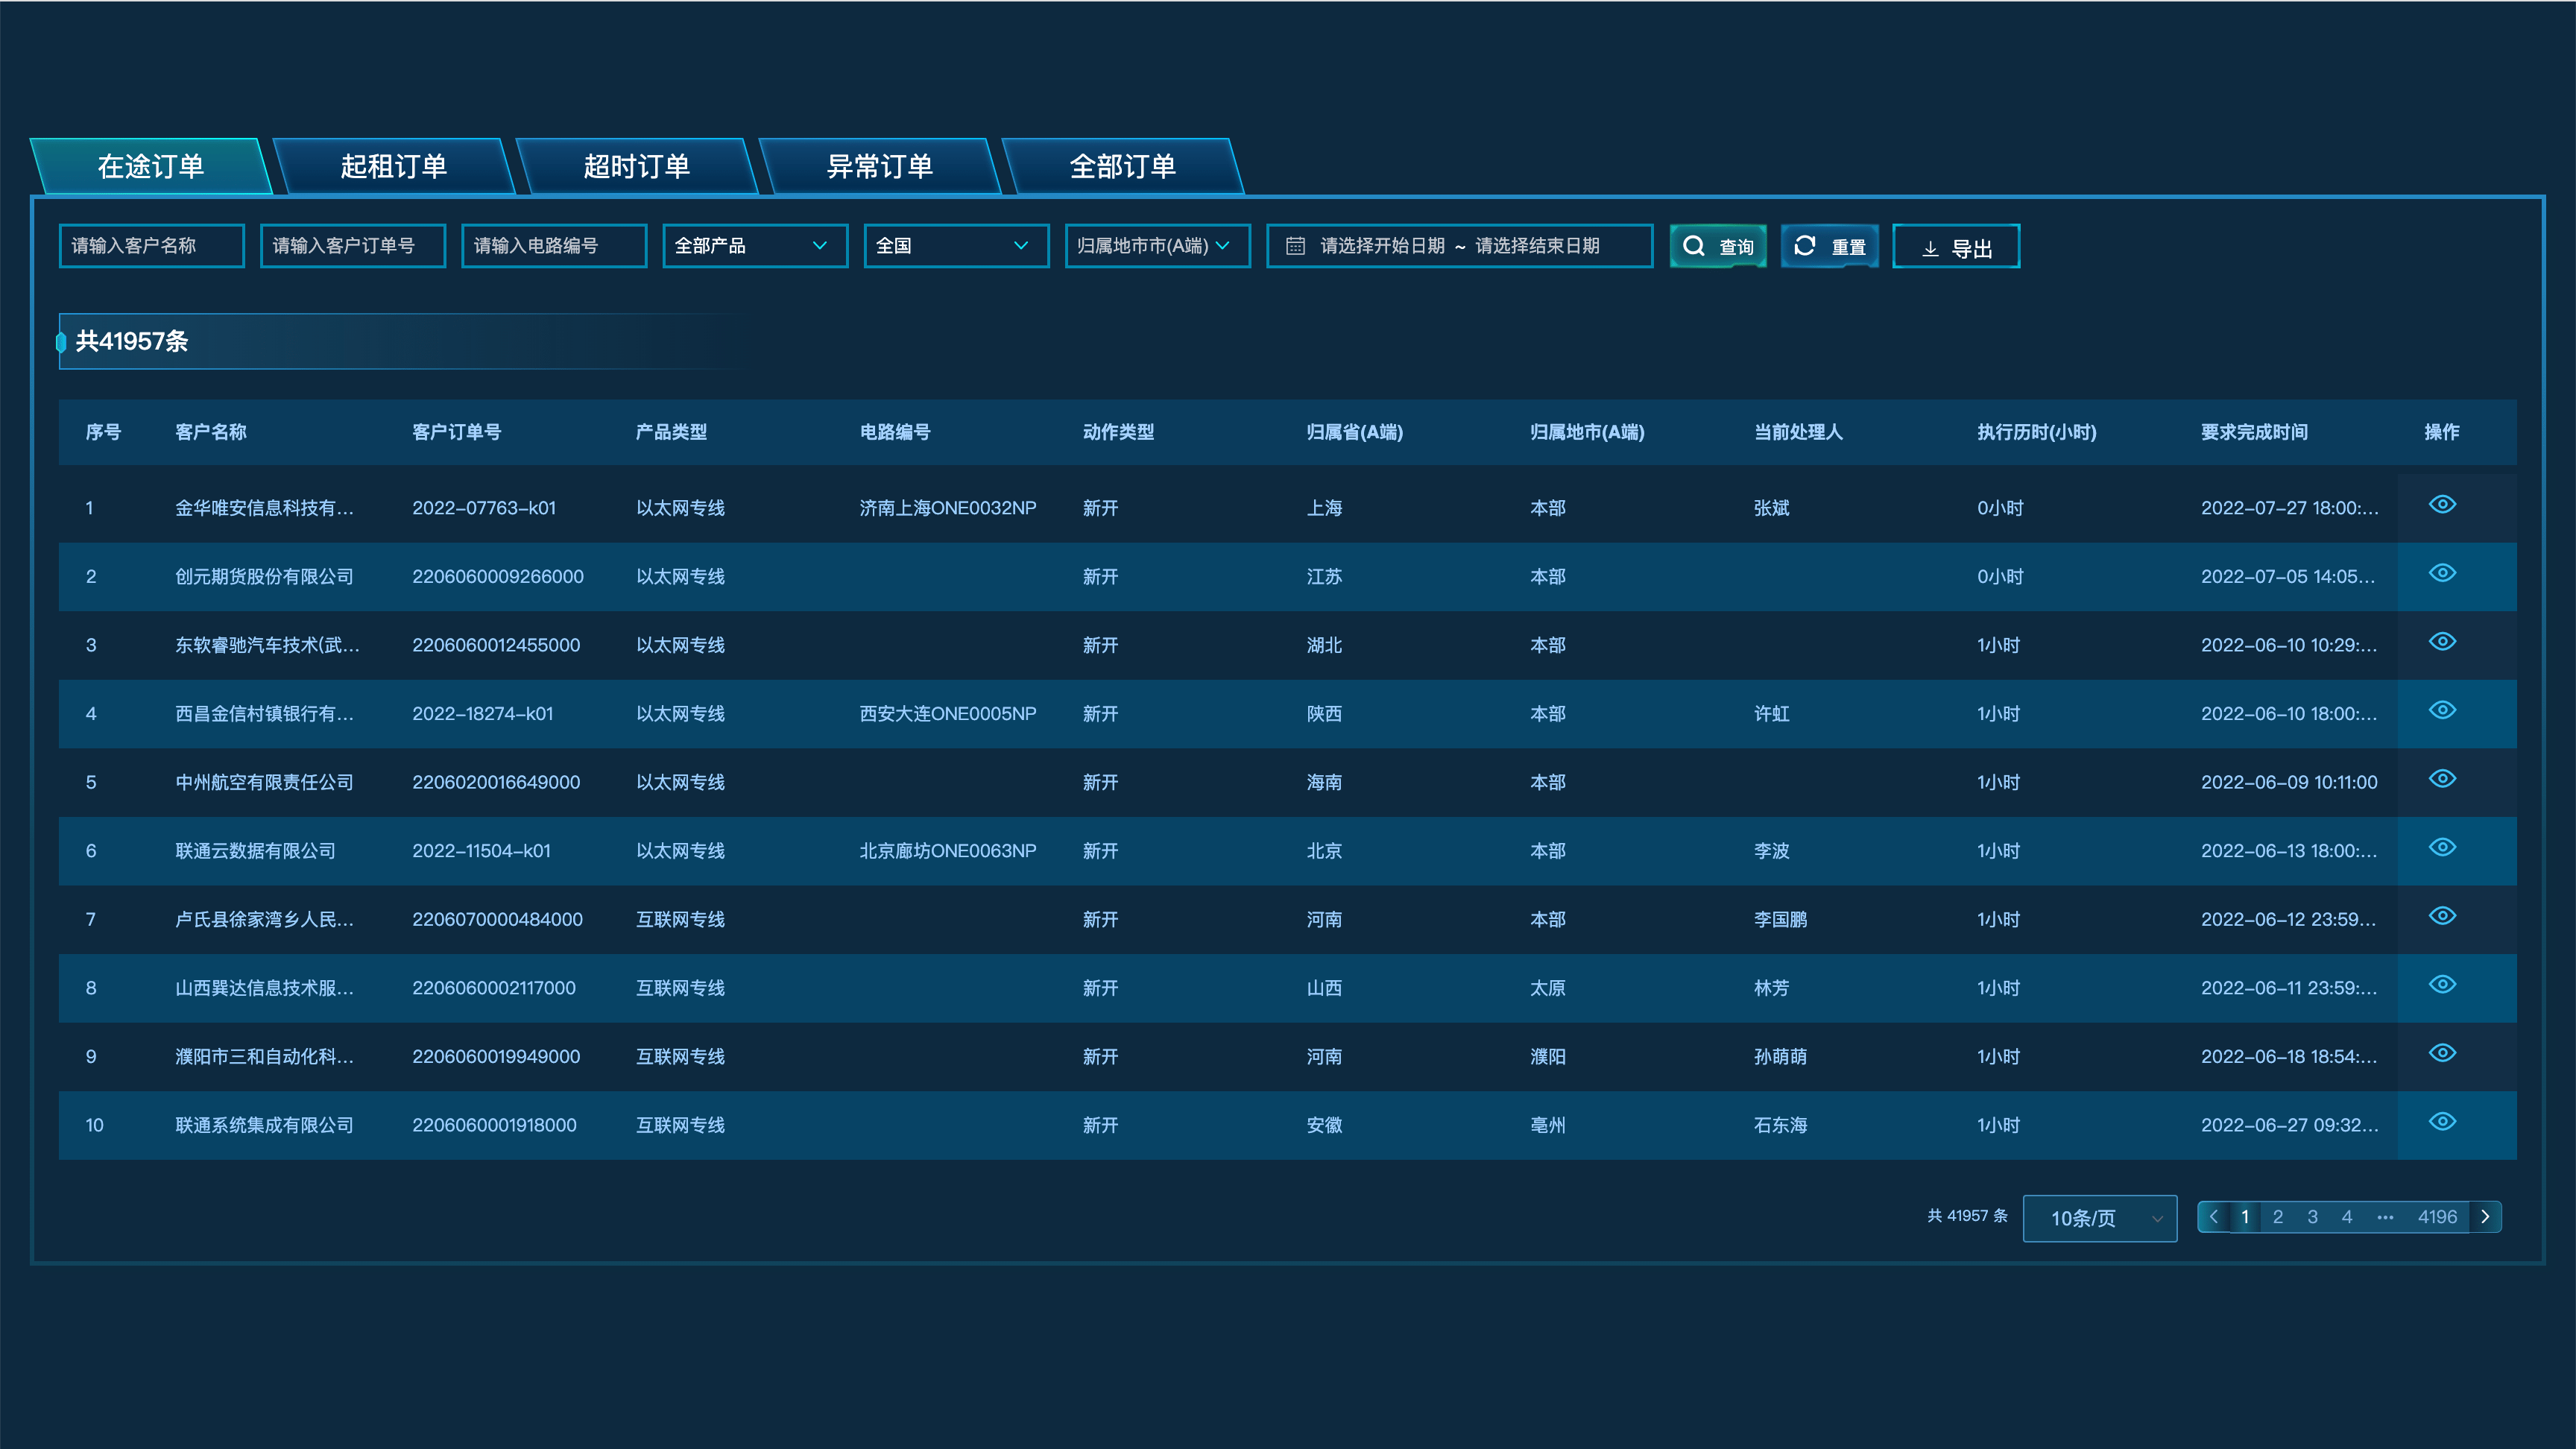 在途订单 起租订单 超时订单 异常订单 全部订单
请输入客户名称 请输入客户订单号 请输入电路编号 全部产品 全国 归属地市市(A端) 请选择开始日期 ~ 请选择结束日期 查询 重置 导出
共41957条
序号 客户名称 客户订单号 产品类型 电路编号 动作类型 归属省(A端) 归属地市(A端) 当前处理人 执行历时(小时) 要求完成时间 操作
1 金华唯安信息科技有... 2022-07763-k01 以太网专线 济南上海ONE0032NP 新开 上海 本部 张斌 0小时 2022-07-27 18:00:...
2 创元期货股份有限公司 2206060009266000 以太网专线 新开 江苏 本部 0小时 2022-07-05 14:05...
3 东软睿驰汽车技术(武... 2206060012455000 以太网专线 新开 湖北 本部 1小时 2022-06-10 10:29:...
4 西昌金信村镇银行有... 2022-18274-k01 以太网专线 西安大连ONE0005NP 新开 陕西 本部 许虹 1小时 2022-06-10 18:00:...
5 中州航空有限责任公司 2206020016649000 以太网专线 新开 海南 本部 1小时 2022-06-09 10:11:00
6 联通云数据有限公司 2022-11504-k01 以太网专线 北京廊坊ONE0063NP 新开 北京 本部 李波 1小时 2022-06-13 18:00:...
7 卢氏县徐家湾乡人民... 2206070000484000 互联网专线 新开 河南 本部 李国鹏 1小时 2022-06-12 23:59...
8 山西巽达信息技术服... 2206060002117000 互联网专线 新开 山西 太原 林芳 1小时 2022-06-11 23:59:...
9 濮阳市三和自动化科... 2206060019949000 互联网专线 新开 河南 濮阳 孙萌萌 1小时 2022-06-18 18:54:...
10 联通系统集成有限公司 2206060001918000 互联网专线 新开 安徽 亳州 石东海 1小时 2022-06-27 09:32...
共 41957 条 10条/页 1 2 3 4 ··· 4196